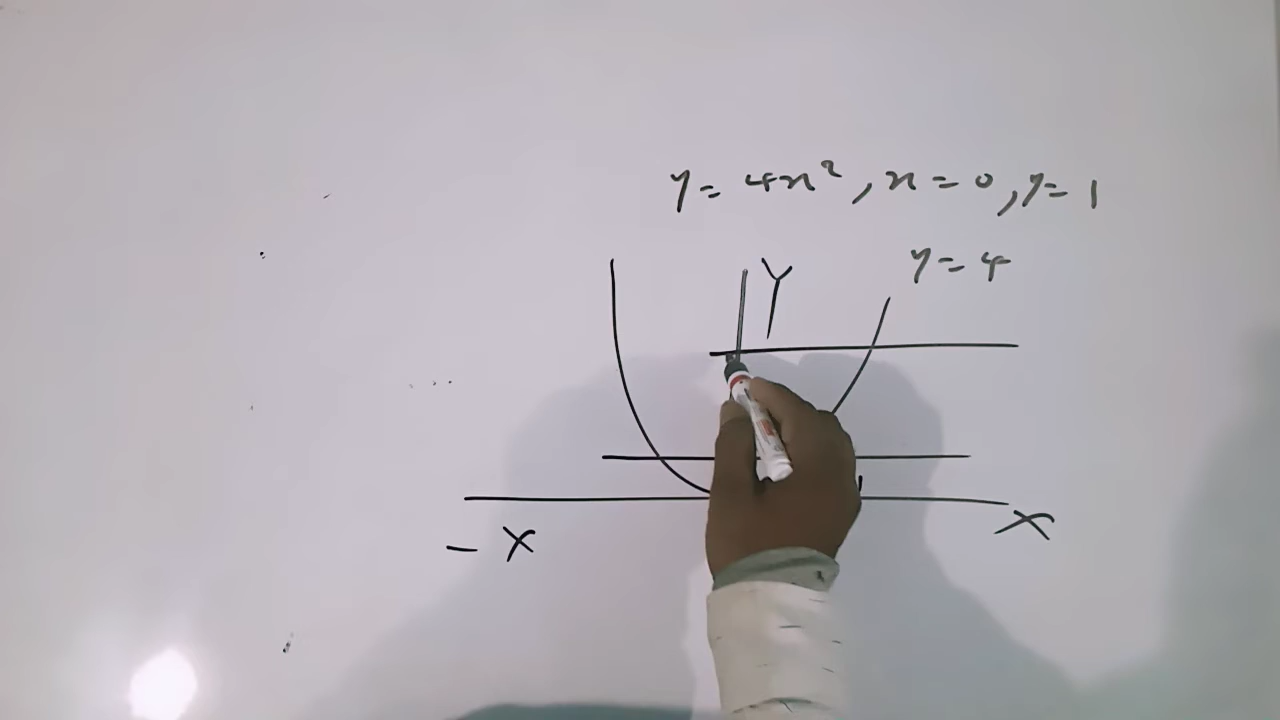 y = 4x², x = 0, y = 1
y = 4
Y
X
- X